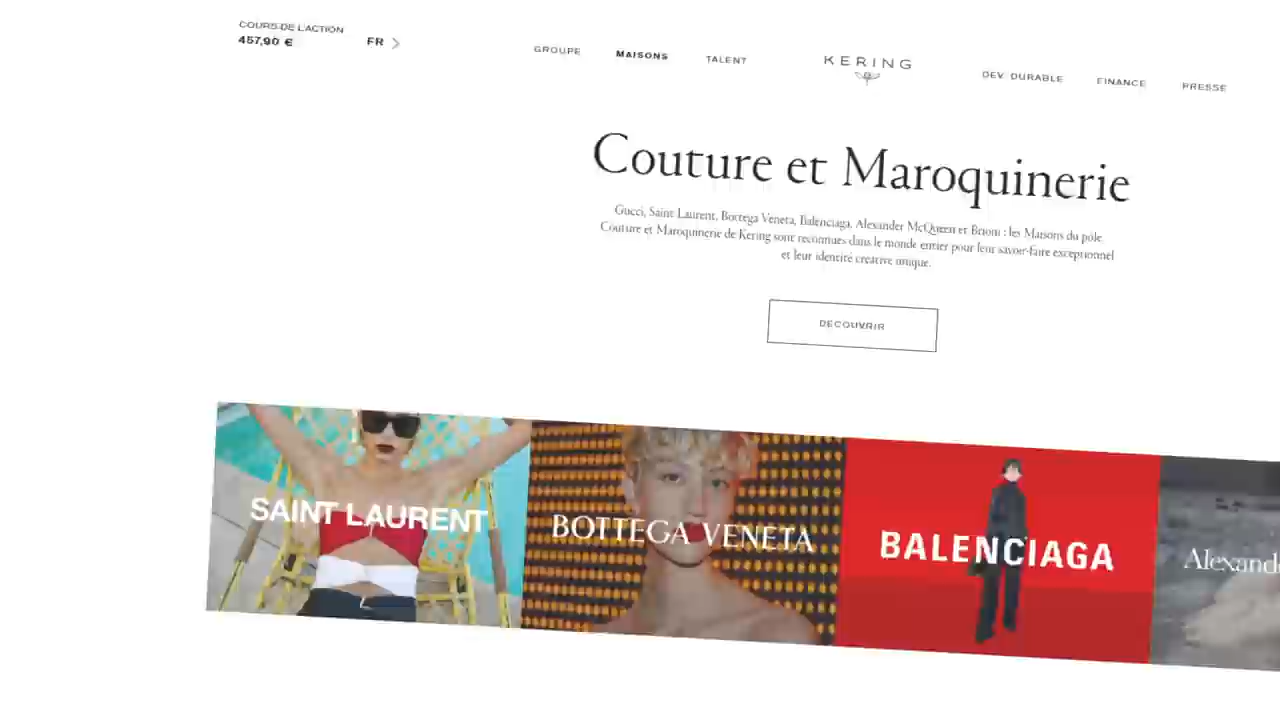 COURS DE L'ACTION
457,90 €
FR
GROUPE
MAISONS
TALENT
KERING
DEV. DURABLE
FINANCE
PRESSE
Couture et Maroquinerie
Gucci, Saint Laurent, Bottega Veneta, Balenciaga, Alexander McQueen et Brioni : les Maisons du pôle
Couture et Maroquinerie de Kering sont reconnues dans le monde entier pour leur savoir-faire exceptionnel
et leur identité créative unique.
DECOUVRIR
SAINT LAURENT
BOTTEGA VENETA
BALENCIAGA
Alexand